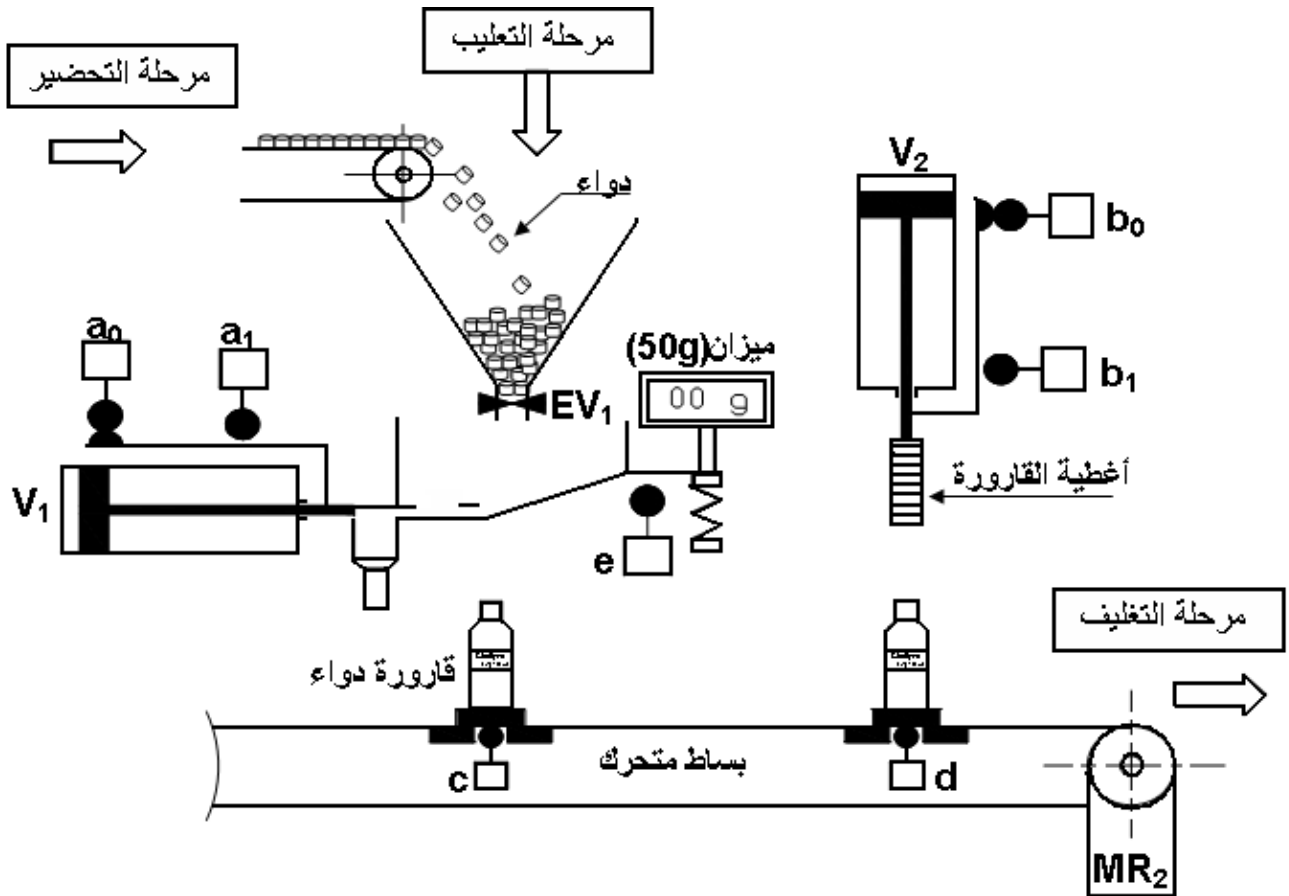 مرحلة التعليب
مرحلة التحضير
دواء
V₂
b₀
a₀
a₁
ميزان(50g)
00 g
b₁
EV₁
V₁
أغطية القارورة
e
مرحلة التغليف
قارورة دواء
بساط متحرك
c
d
MR₂